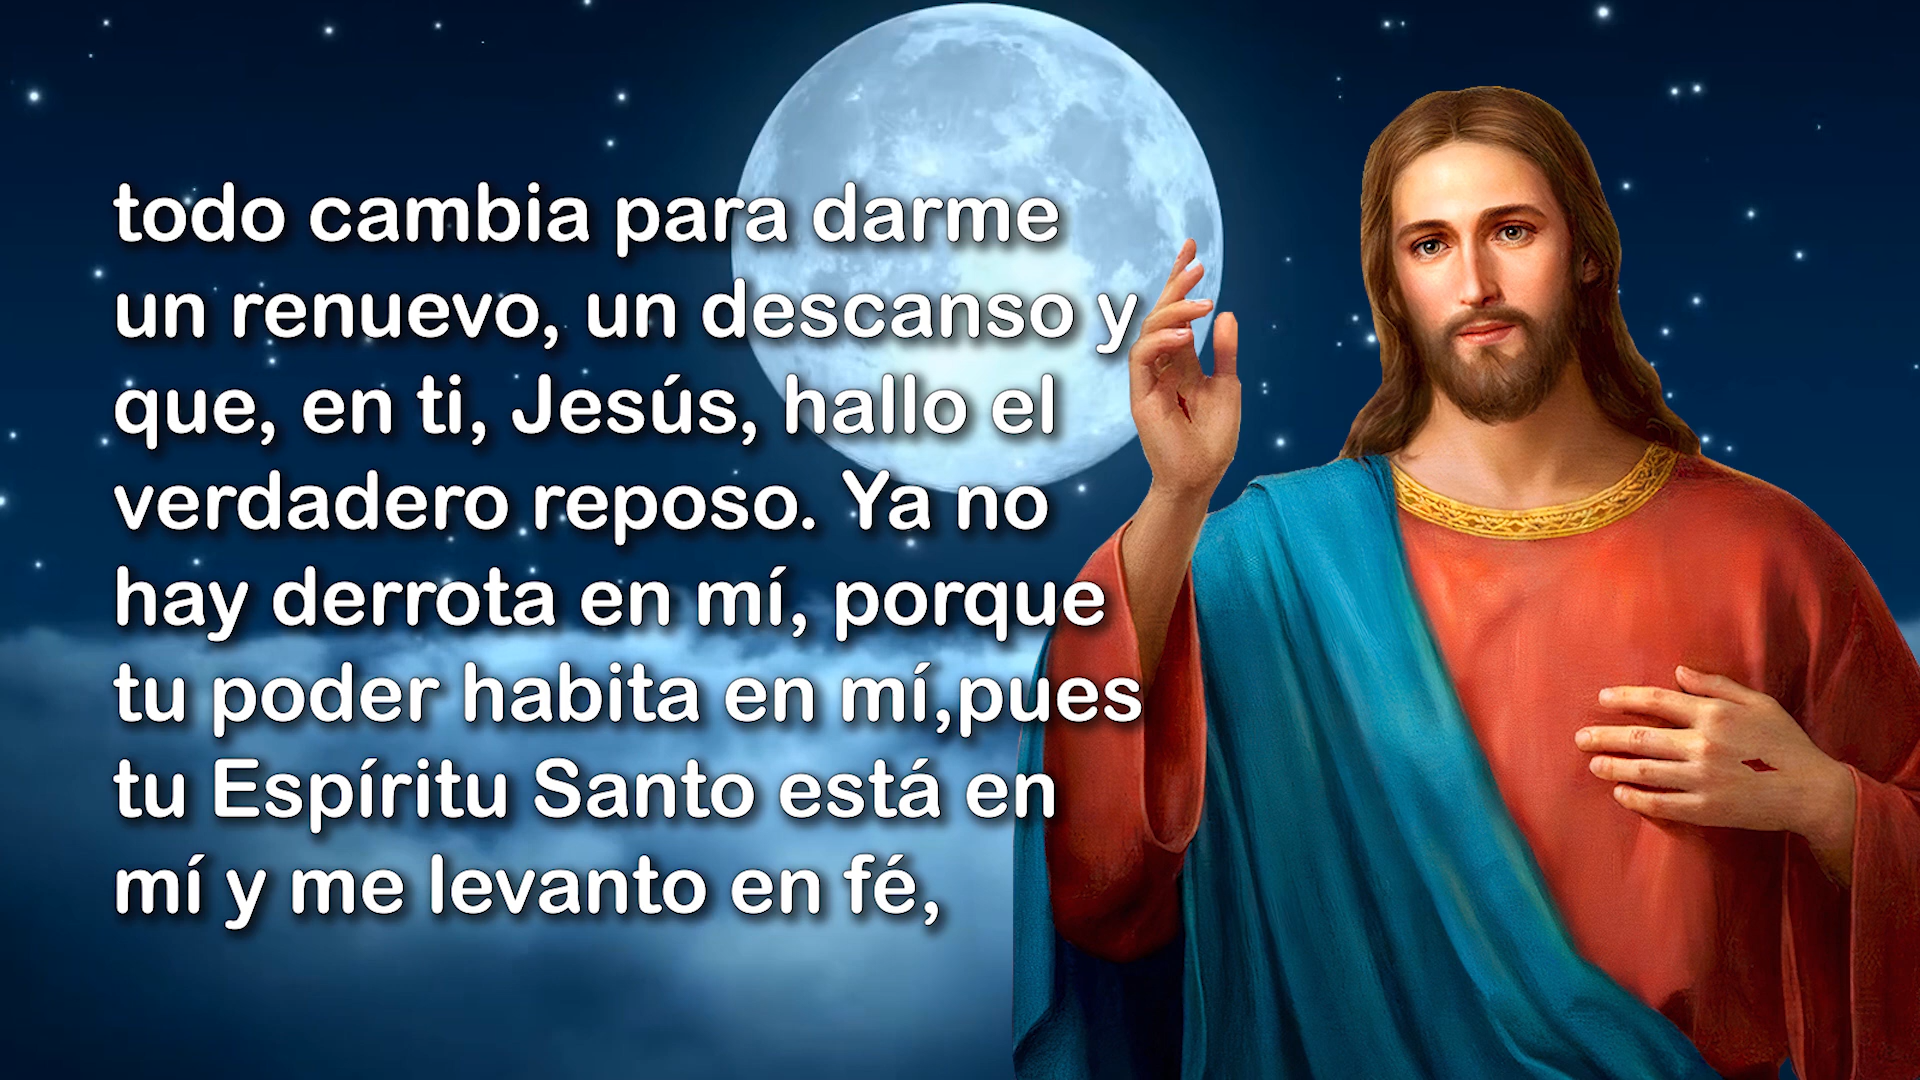 todo cambia para darme
un renuevo, un descanso y
que, en ti, Jesús, hallo el
verdadero reposo. Ya no
hay derrota en mí, porque
tu poder habita en mí,pues
tu Espíritu Santo está en
mí y me levanto en fé,